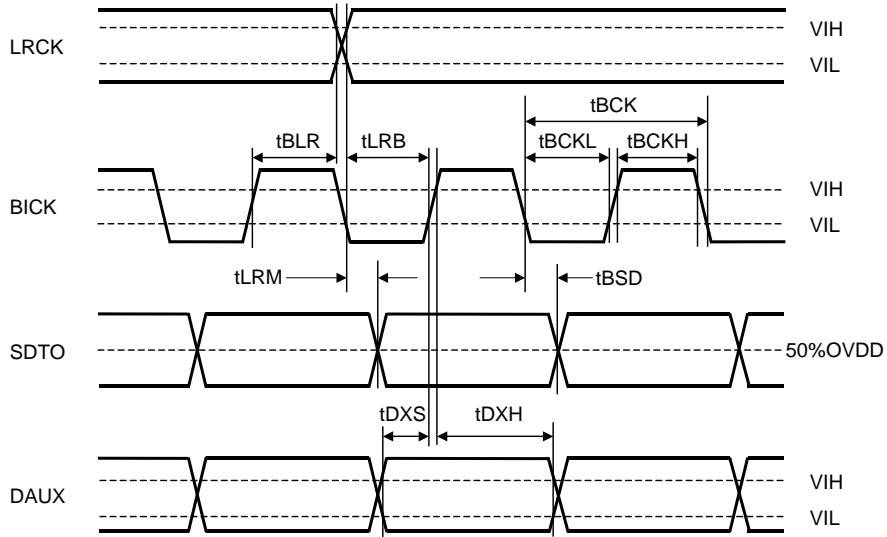 LRCK
VIH
VIL
tBCK
tBLR
tLRB
tBCKL
tBCKH
BICK
VIH
VIL
tLRM
tBSD
SDTO
50%OVDD
tDXS
tDXH
DAUX
VIH
VIL